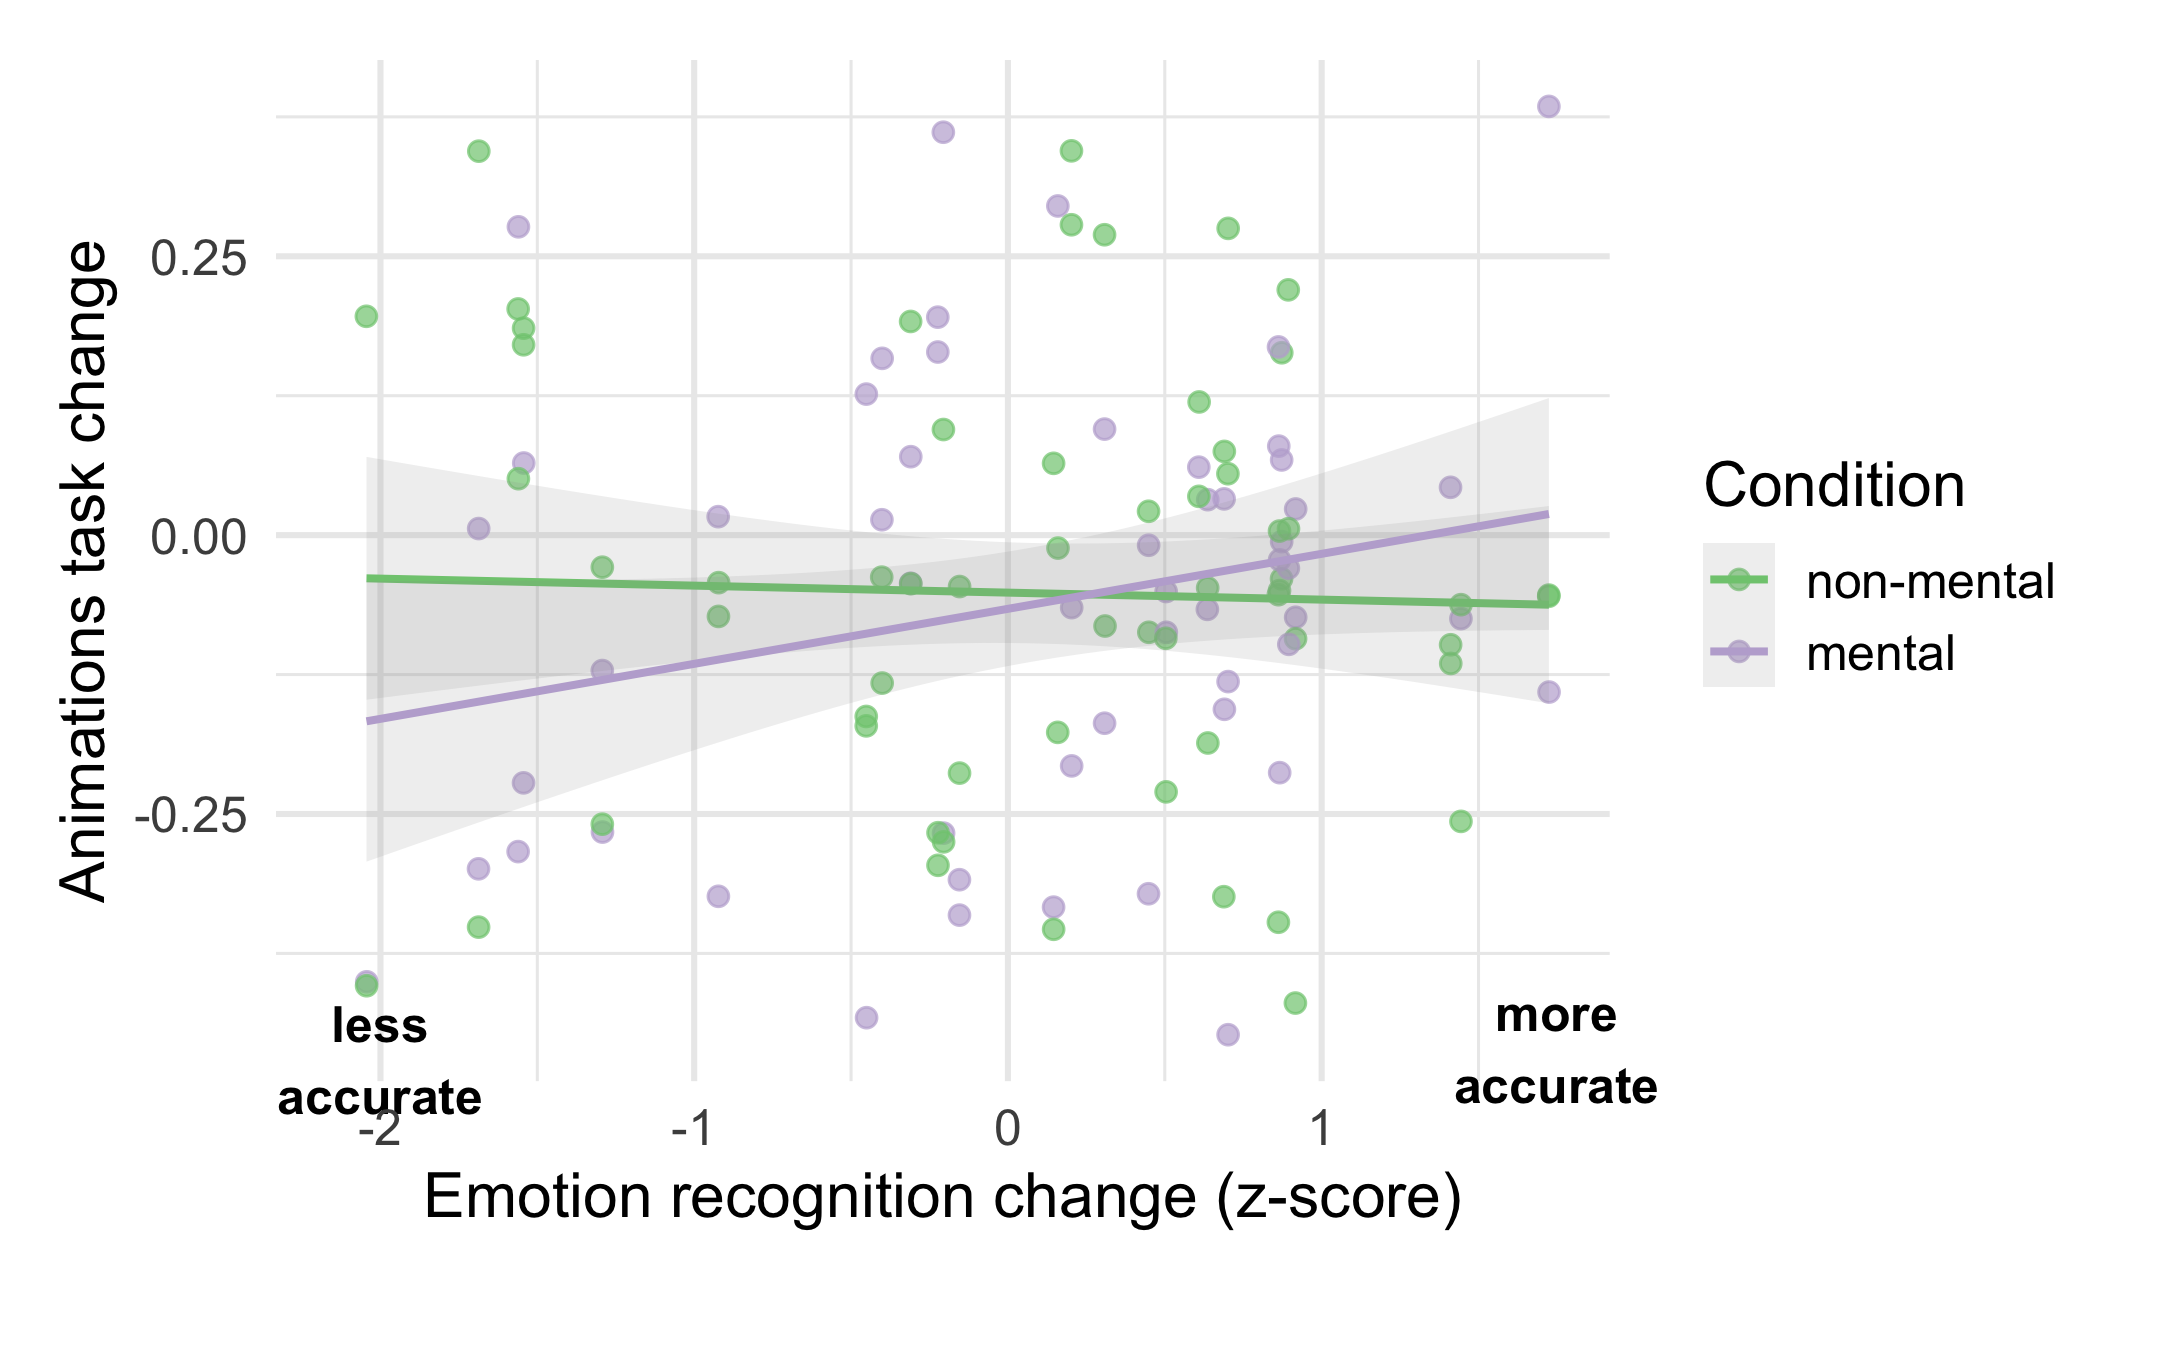 Animations task change
0.25
0.00
-0.25
less
accurate
more
accurate
-2
-1
0
1
Emotion recognition change (z-score)
Condition
non-mental
mental